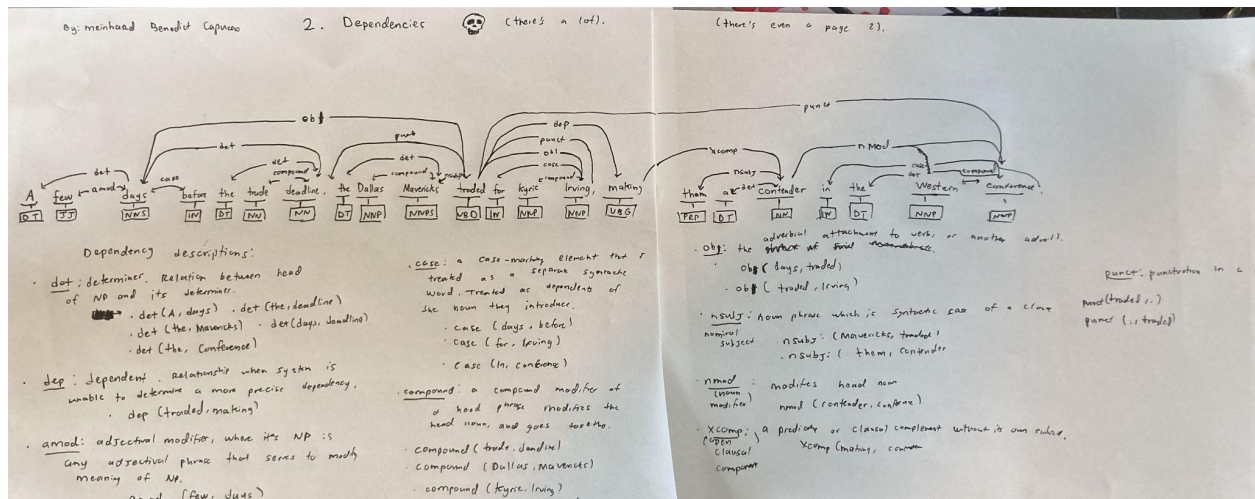 By: Meinhard Benedict Capucao 2. Dependencies (there's a lot). (there's even a page 2).
punct
obj
dep
det punct punct
obl
det det det case xcomp nmod
det compound compound nsubj compound
amod case compound det case
det
A few days before the trade deadline, the Dallas Mavericks traded for Kyrie Irving, making them a contender in the Western conference.
DT JJ NNS IN DT NN NN DT NNP NNPS VBD IN NNP NNP VBG PRP DT NN IN DT NNP NNP
Dependency descriptions:
· det: determiner. Relation between head
of NP and its determiner.
· det (A, days) · det (the, deadline)
· det (the, Mavericks) · det (days, deadline)
· det (the, Conference)
· dep: dependent. Relationship when system is
unable to determine a more precise dependency.
· dep (traded, making)
· amod: adjectival modifier, where it's NP is
any adjectival phrase that serves to modify
meaning of NP.
(few, days)
· case: a case-marking element that is
treated as a separate syntactic
word. Treated as dependents of
the noun they introduce.
· case (days, before)
· case (for, Irving)
· case (In, conference)
· compound: a compound modifier of
a head phrase modifies the
head noun, and goes together.
· compound (trade, deadline)
· compound (Dallas, Mavericks)
· compound (Kyrie, Irving)
adverbial attachment to verb, or another adverb.
· obl: the
· obl (days, traded)
· obl (traded, Irving)
· nsubj: noun phrase which is syntactic of a clause
nominal
subject · nsubj (Mavericks, traded)
· nsubj: ( them, contender
· nmod: modifies head noun
(noun
modifier) nmod (contender, confence)
· xcomp: a predicate or clausal complement without its own subject.
(open
clausal xcomp (making, contender
component
punct: punctuation in a
punct (traded, .)
punct (,, traded)